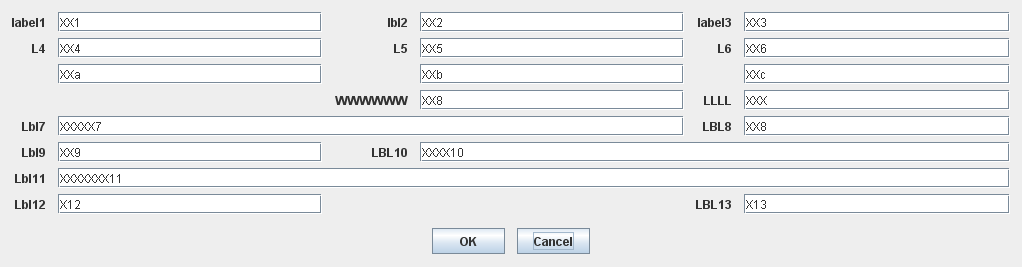 label1 XX1 lbl2 XX2 label3 XX3
L4 XX4 L5 XX5 L6 XX6
XXa XXb XXc
WWWWWW XX8 LLLL XXX
Lbl7 XXXXX7 LBL8 XX8
Lbl9 XX9 LBL10 XXXX10
Lbl11 XXXXXXX11
Lbl12 X12 LBL13 X13
OK Cancel